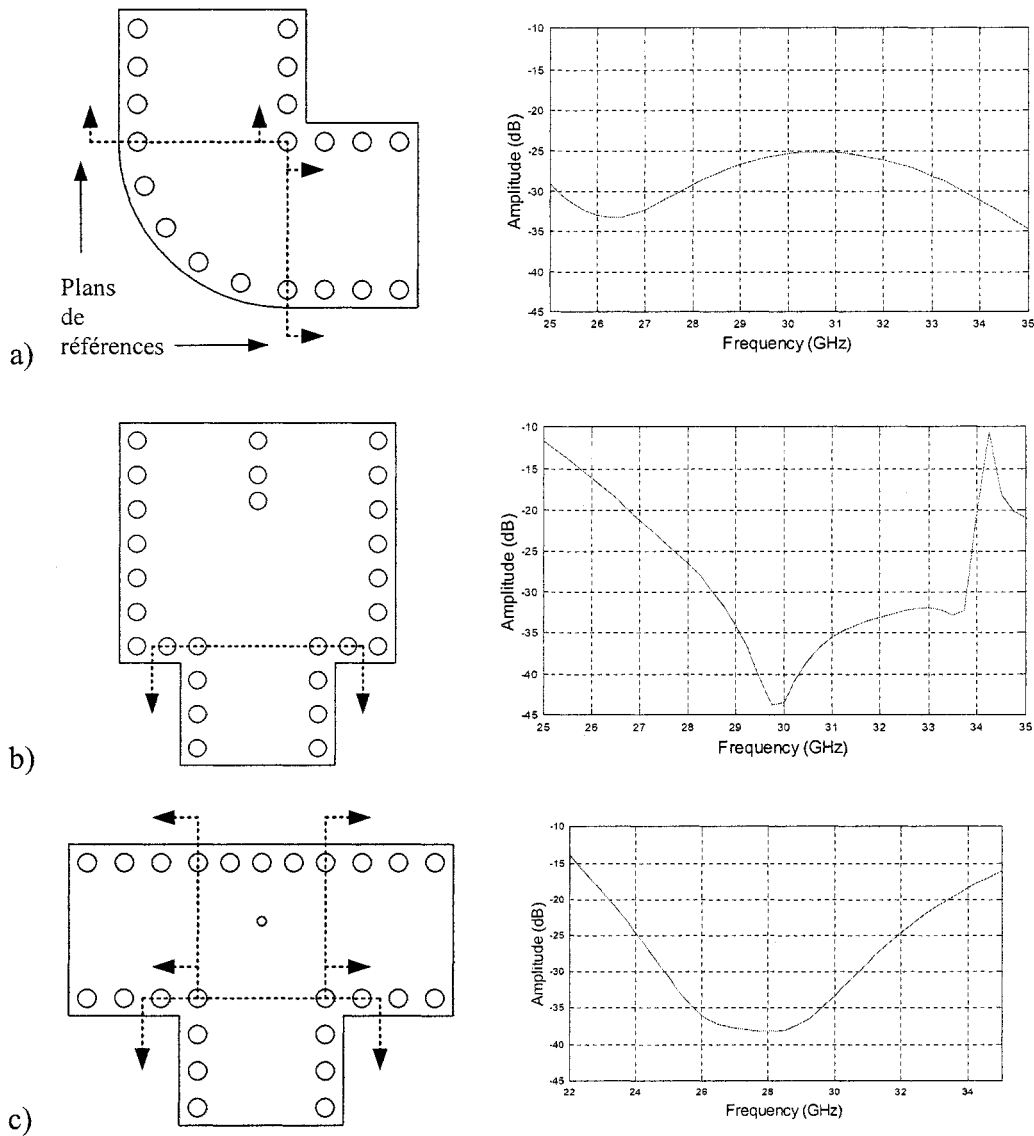 Plans
de
références
a)
-10
-15
-20
-25
-30
-35
-40
-45
Amplitude (dB)
25 26 27 28 29 30 31 32 33 34 35
Frequency (GHz)
b)
-10
-15
-20
-25
-30
-35
-40
-45
Amplitude (dB)
25 26 27 28 29 30 31 32 33 34 35
Frequency (GHz)
c)
-10
-15
-20
-25
-30
-35
-40
-45
Amplitude (dB)
22 24 26 28 30 32 34
Frequency (GHz)